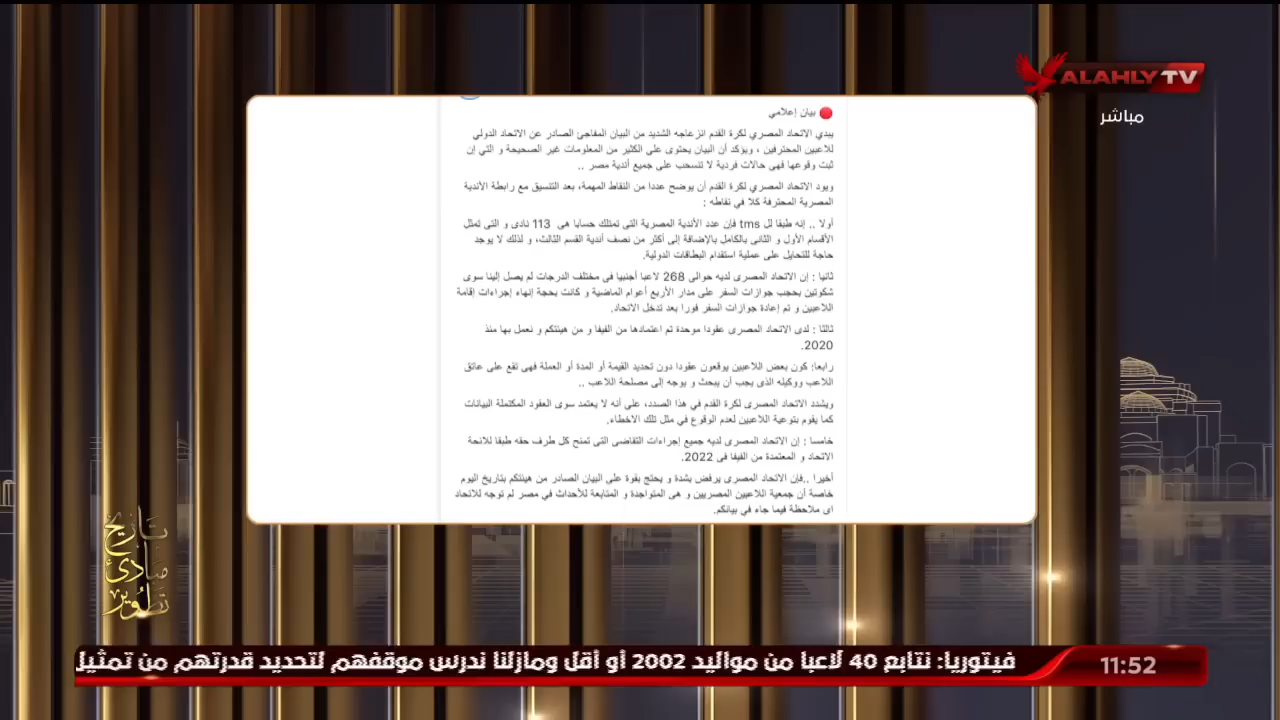 ALAHLY TV
مباشر
بيان إعلامي
يبدي الاتحاد المصري لكرة القدم انزعاجه الشديد من البيان المفاجئ الصادر عن الاتحاد الدولي
للاعبين المحترفين ، ويؤكد أن البيان يحتوى على الكثير من المعلومات غير الصحيحة و التي إن
ثبت وقوعها فهى حالات فردية لا تنسحب على جميع أندية مصر ..
ويود الاتحاد المصري لكرة القدم أن يوضح عددا من النقاط المهمة، بعد التنسيق مع رابطة الأندية
المصرية المحترفة كلا في نقاطه :
أولا .. إنه طبقا لل tms فإن عدد الأندية المصرية التى تمتلك حسابا هى 113 نادى و التى تمثل
الأقسام الأول و الثانى بالكامل بالإضافة إلى أكثر من نصف أندية القسم الثالث، و لذلك لا يوجد
حاجة للتحايل على عملية استقدام البطاقات الدولية.
ثانيا : إن الاتحاد المصرى لديه حوالى 268 لاعبا أجنبيا فى مختلف الدرجات لم يصل إلينا سوى
شكوتين بحجب جوازات السفر على مدار الأربع أعوام الماضية و كانت بحجة إنهاء إجراءات إقامة
اللاعبين و تم إعادة جوازات السفر فورا بعد تدخل الاتحاد.
ثالثا : لدى الاتحاد المصرى عقودا موحدة تم اعتمادها من الفيفا و من هيئتكم و نعمل بها منذ
2020.
رابعا: كون بعض اللاعبين يوقعون عقودا دون تحديد القيمة أو المدة أو العملة فهى تقع على عاتق
اللاعب ووكيله الذى يجب أن يبحث و يوجه إلى مصلحة اللاعب ..
ويشدد الاتحاد المصرى لكرة القدم في هذا الصدد، على أنه لا يعتمد سوى العقود المكتملة البيانات
كما يقوم بتوعية اللاعبين لعدم الوقوع في مثل تلك الاخطاء.
خامسا : إن الاتحاد المصرى لديه جميع إجراءات التقاضى التى تمنح كل طرف حقه طبقا للائحة
الاتحاد و المعتمدة من الفيفا فى 2022.
أخيرا ..فإن الاتحاد المصرى يرفض بشدة و يحتج بقوة على البيان الصادر من هيئتكم بتاريخ اليوم
خاصة أن جمعية اللاعبين المصريين و هى المتواجدة و المتابعة للأحداث في مصر لم توجه للاتحاد
اى ملاحظة فيما جاء في بيانكم.
تاريخ
مبادئ
تطوير
فيتوريا: نتابع 40 لاعبا من مواليد 2002 أو أقل ومازلنا ندرس موقفهم لتحديد قدرتهم من تمثيل
11:52